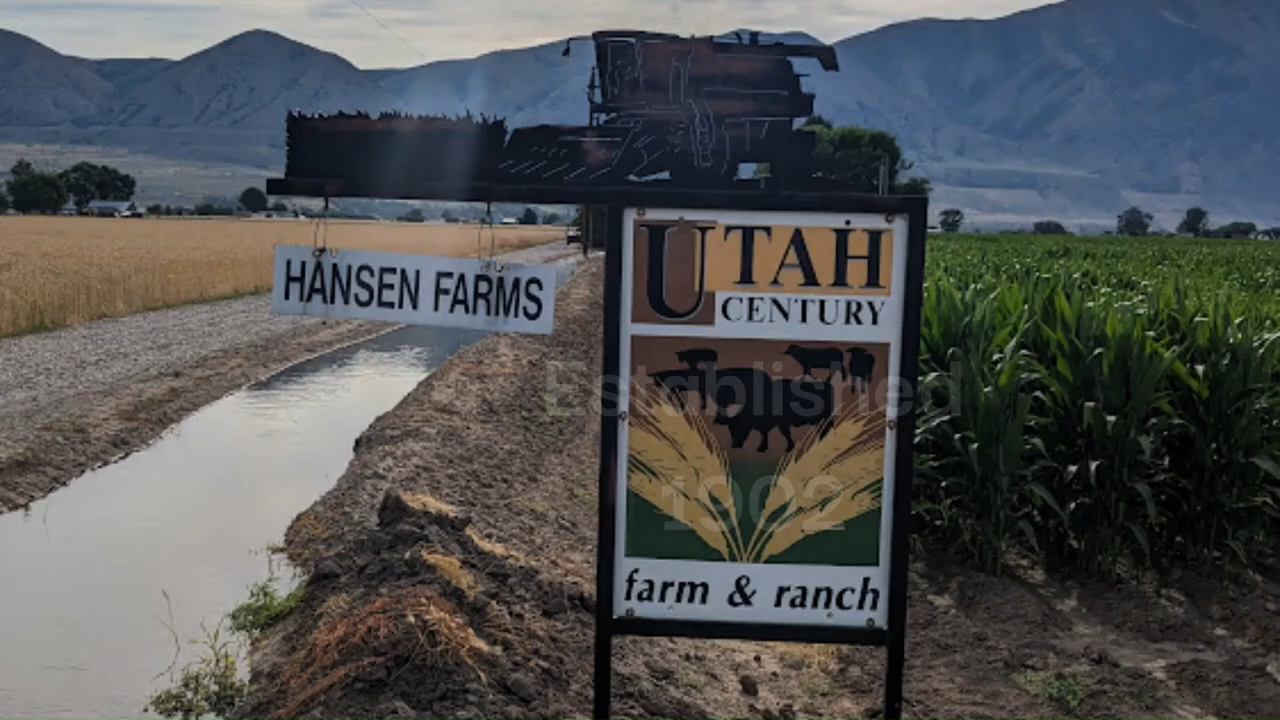 HANSEN FARMS
UTAH
CENTURY
Established
1902
farm & ranch